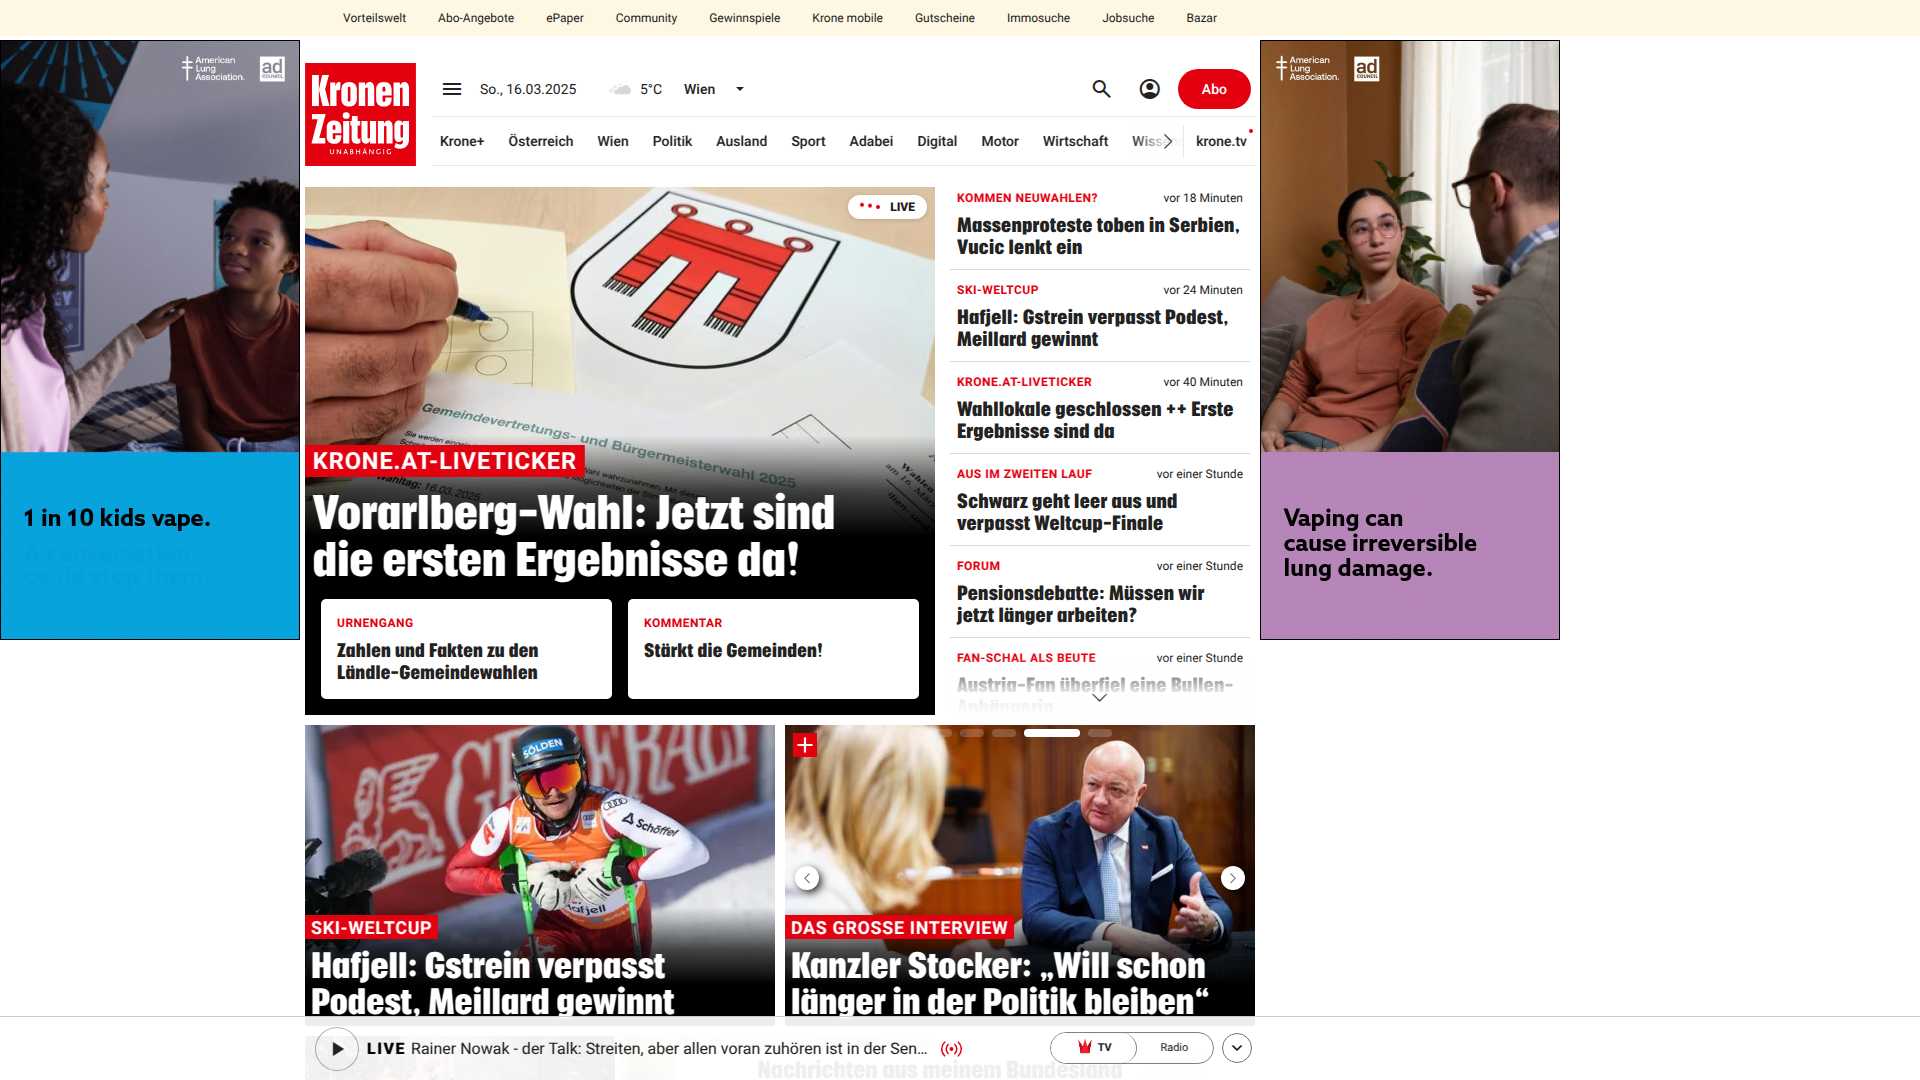 Vorteilswelt
Abo-Angebote
ePaper
Community
Gewinnspiele
Krone mobile
Gutscheine
Immosuche
Jobsuche
Bazar
American
Lung
Association.
ad
COUNCIL
1 in 10 kids vape.
Kronen
Zeitung
UNABHÄNGIG
So., 16.03.2025
5°C
Wien
Abo
Krone+
Österreich
Wien
Politik
Ausland
Sport
Adabei
Digital
Motor
Wirtschaft
Wiss
krone.tv
LIVE
Gemeindevertretungs- und Bürgermeisterwahl 2025
Wahltag: 16.03.2025
KRONE.AT-LIVETICKER
Vorarlberg-Wahl: Jetzt sind
die ersten Ergebnisse da!
URNENGANG
Zahlen und Fakten zu den
Ländle-Gemeindewahlen
KOMMENTAR
Stärkt die Gemeinden!
KOMMEN NEUWAHLEN?
vor 18 Minuten
Massenproteste toben in Serbien,
Vucic lenkt ein
SKI-WELTCUP
vor 24 Minuten
Hafjell: Gstrein verpasst Podest,
Meillard gewinnt
KRONE.AT-LIVETICKER
vor 40 Minuten
Wahllokale geschlossen ++ Erste
Ergebnisse sind da
AUS IM ZWEITEN LAUF
vor einer Stunde
Schwarz geht leer aus und
verpasst Weltcup-Finale
FORUM
vor einer Stunde
Pensionsdebatte: Müssen wir
jetzt länger arbeiten?
FAN-SCHAL ALS BEUTE
vor einer Stunde
Austria-Fan überfiel eine Bullen-
Anhängerin
American
Lung
Association.
ad
COUNCIL
Vaping can
cause irreversible
lung damage.
SÖLDEN
Schöffel
Hafjell
SKI-WELTCUP
Hafjell: Gstrein verpasst
Podest, Meillard gewinnt
DAS GROSSE INTERVIEW
Kanzler Stocker: „Will schon
länger in der Politik bleiben“
LIVE Rainer Nowak - der Talk: Streiten, aber allen voran zuhören ist in der Sen...
TV
Radio
Nachrichten aus meinem Bundesland